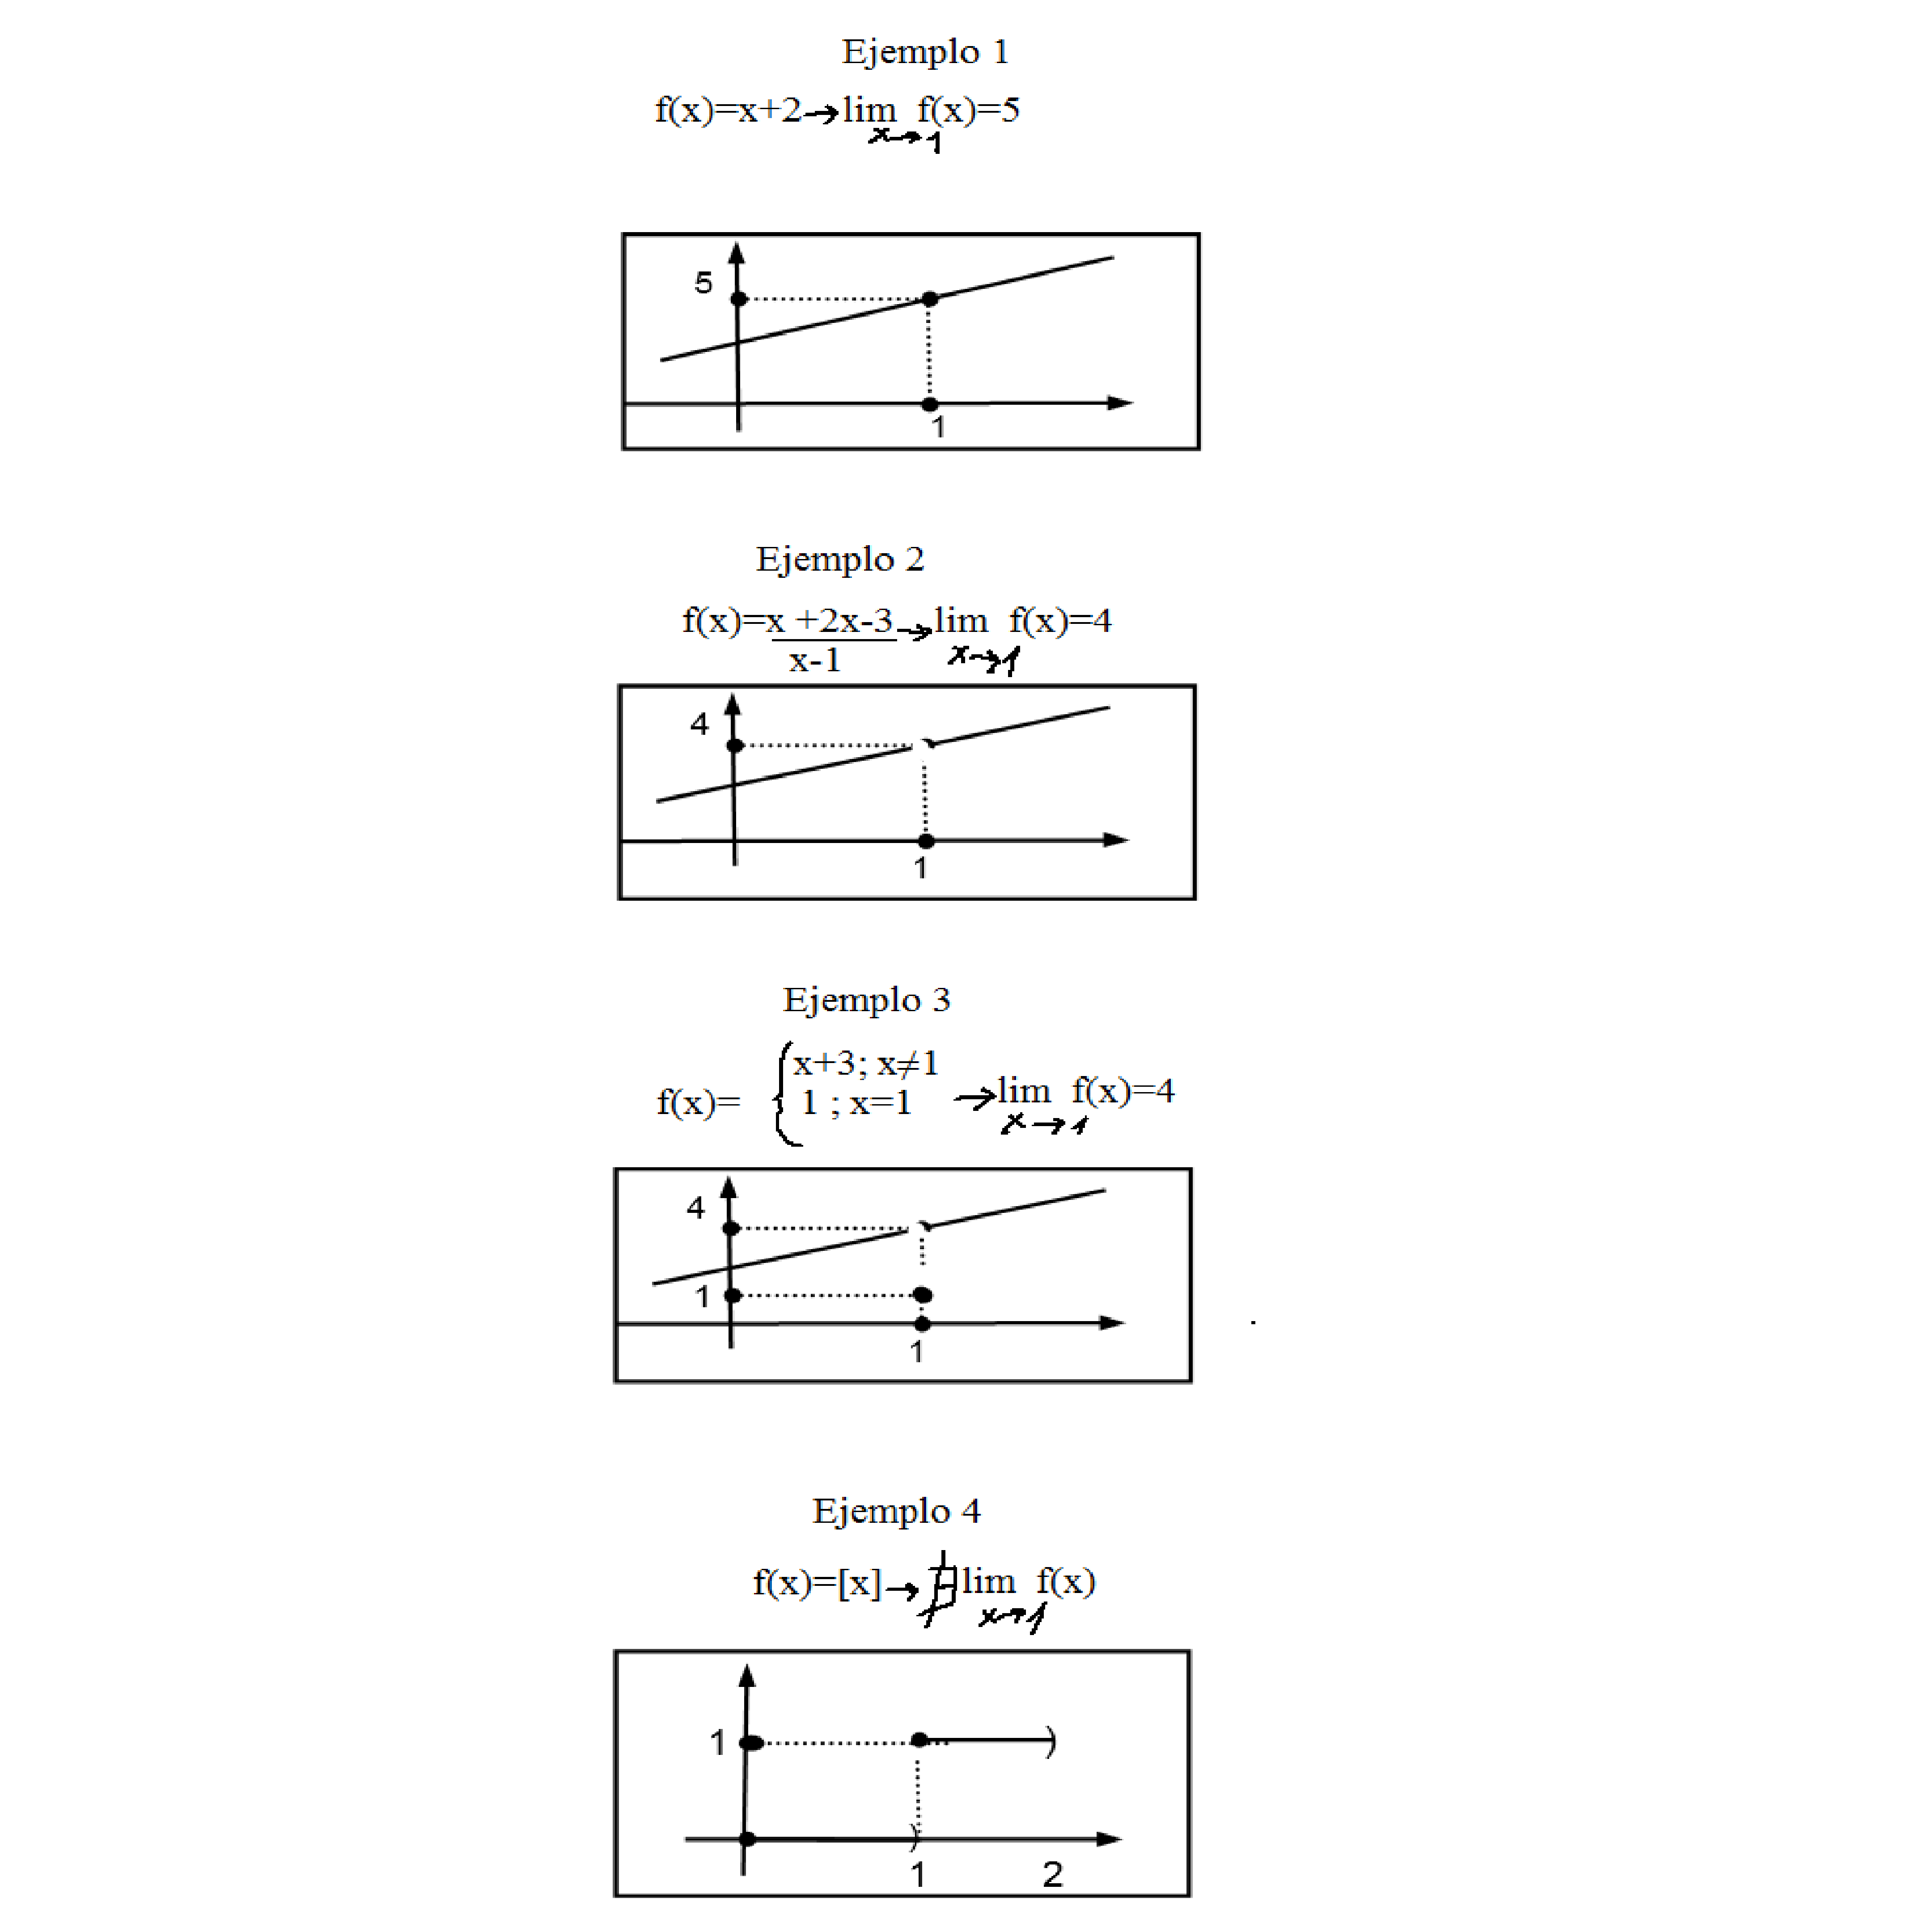 Ejemplo 1
f(x)=x+2→lim f(x)=5
x→1
5
1
Ejemplo 2
f(x)=x +2x-3→lim f(x)=4
x-1 x→1
4
1
Ejemplo 3
x+3; x≠1
f(x)= { 1 ; x=1 →lim f(x)=4
x→1
4
1
1
Ejemplo 4
f(x)=[x]→∄lim f(x)
x→1
1
1 2